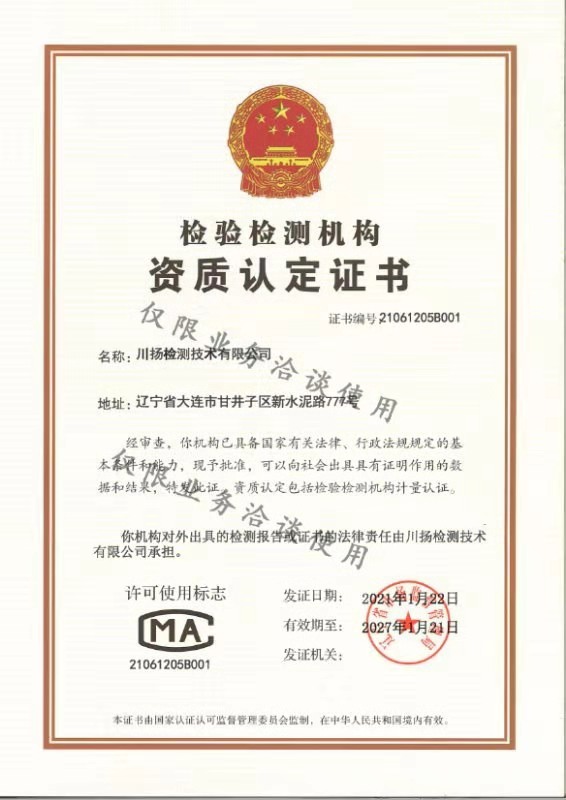 检验检测机构
资质认定证书
证书编号:21061205B001
名称:川扬检测技术有限公司
地址:辽宁省大连市甘井子区新水泥路777号
经审查,你机构已具备国家有关法律、行政法规规定的基
本条件和能力,现予批准,可以向社会出具具有证明作用的数
据和结果,特发此证。资质认定包括检验检测机构计量认证。
你机构对外出具的检测报告或证书的法律责任由川扬检测技术
有限公司承担。
许可使用标志
MA
21061205B001
发证日期:2021年1月22日
有效期至:2027年1月21日
发证机关:
本证书由国家认证认可监督管理委员会监制,在中华人民共和国境内有效。
仅限业务洽谈使用
仅限业务洽谈使用